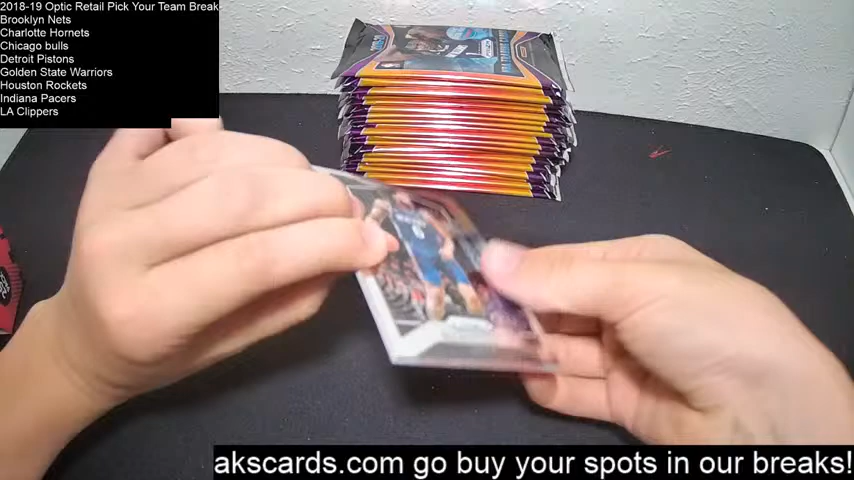 2018-19 Optic Retail Pick Your Team Break
Brooklyn Nets
Charlotte Hornets
Chicago bulls
Detroit Pistons
Golden State Warriors
Houston Rockets
Indiana Pacers
LA Clippers
akscards.com go buy your spots in our breaks!